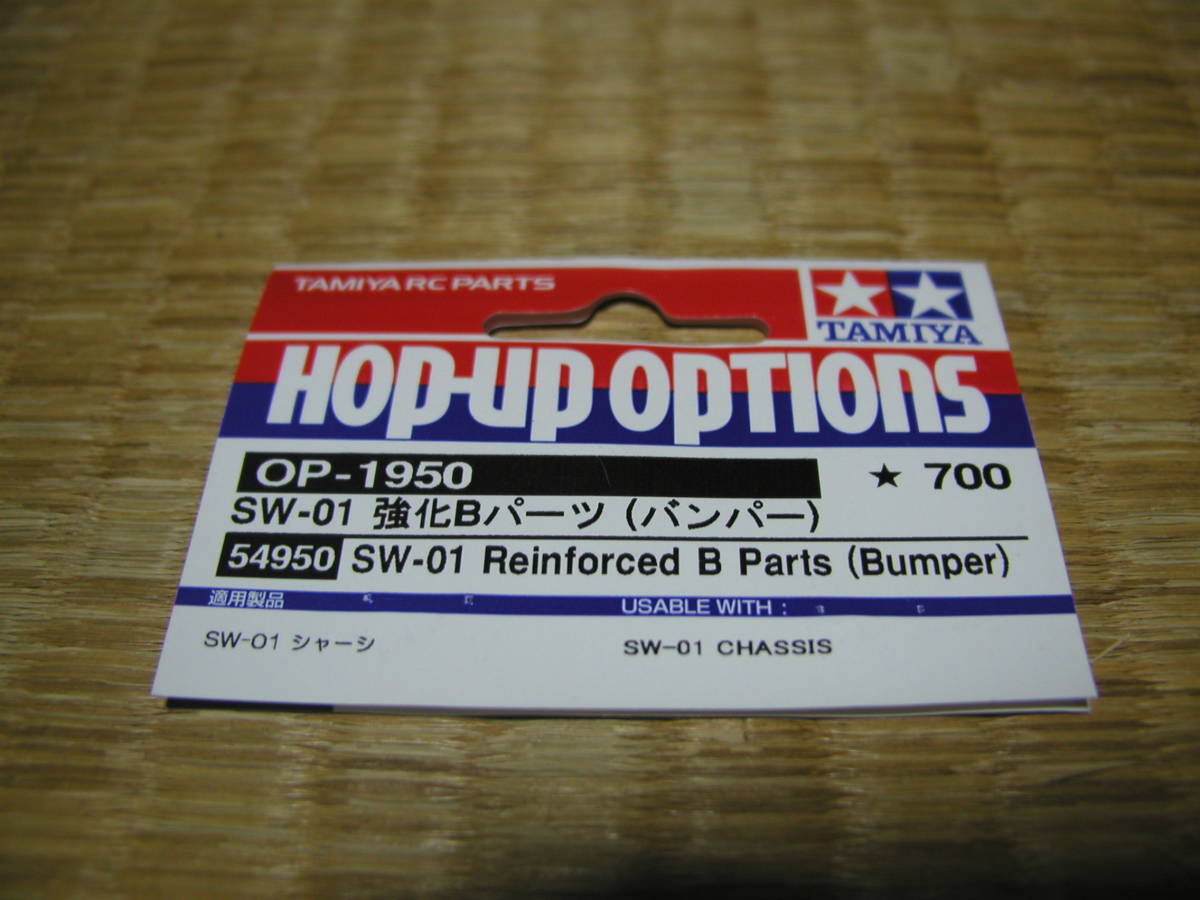 TAMIYA RC PARTS
TAMIYA
HOP-UP OPTIONS
OP-1950 ★ 700
SW-01 強化Bパーツ (バンパー)
54950 SW-01 Reinforced B Parts (Bumper)
適用製品 USABLE WITH :
SW-01 シャーシ SW-01 CHASSIS